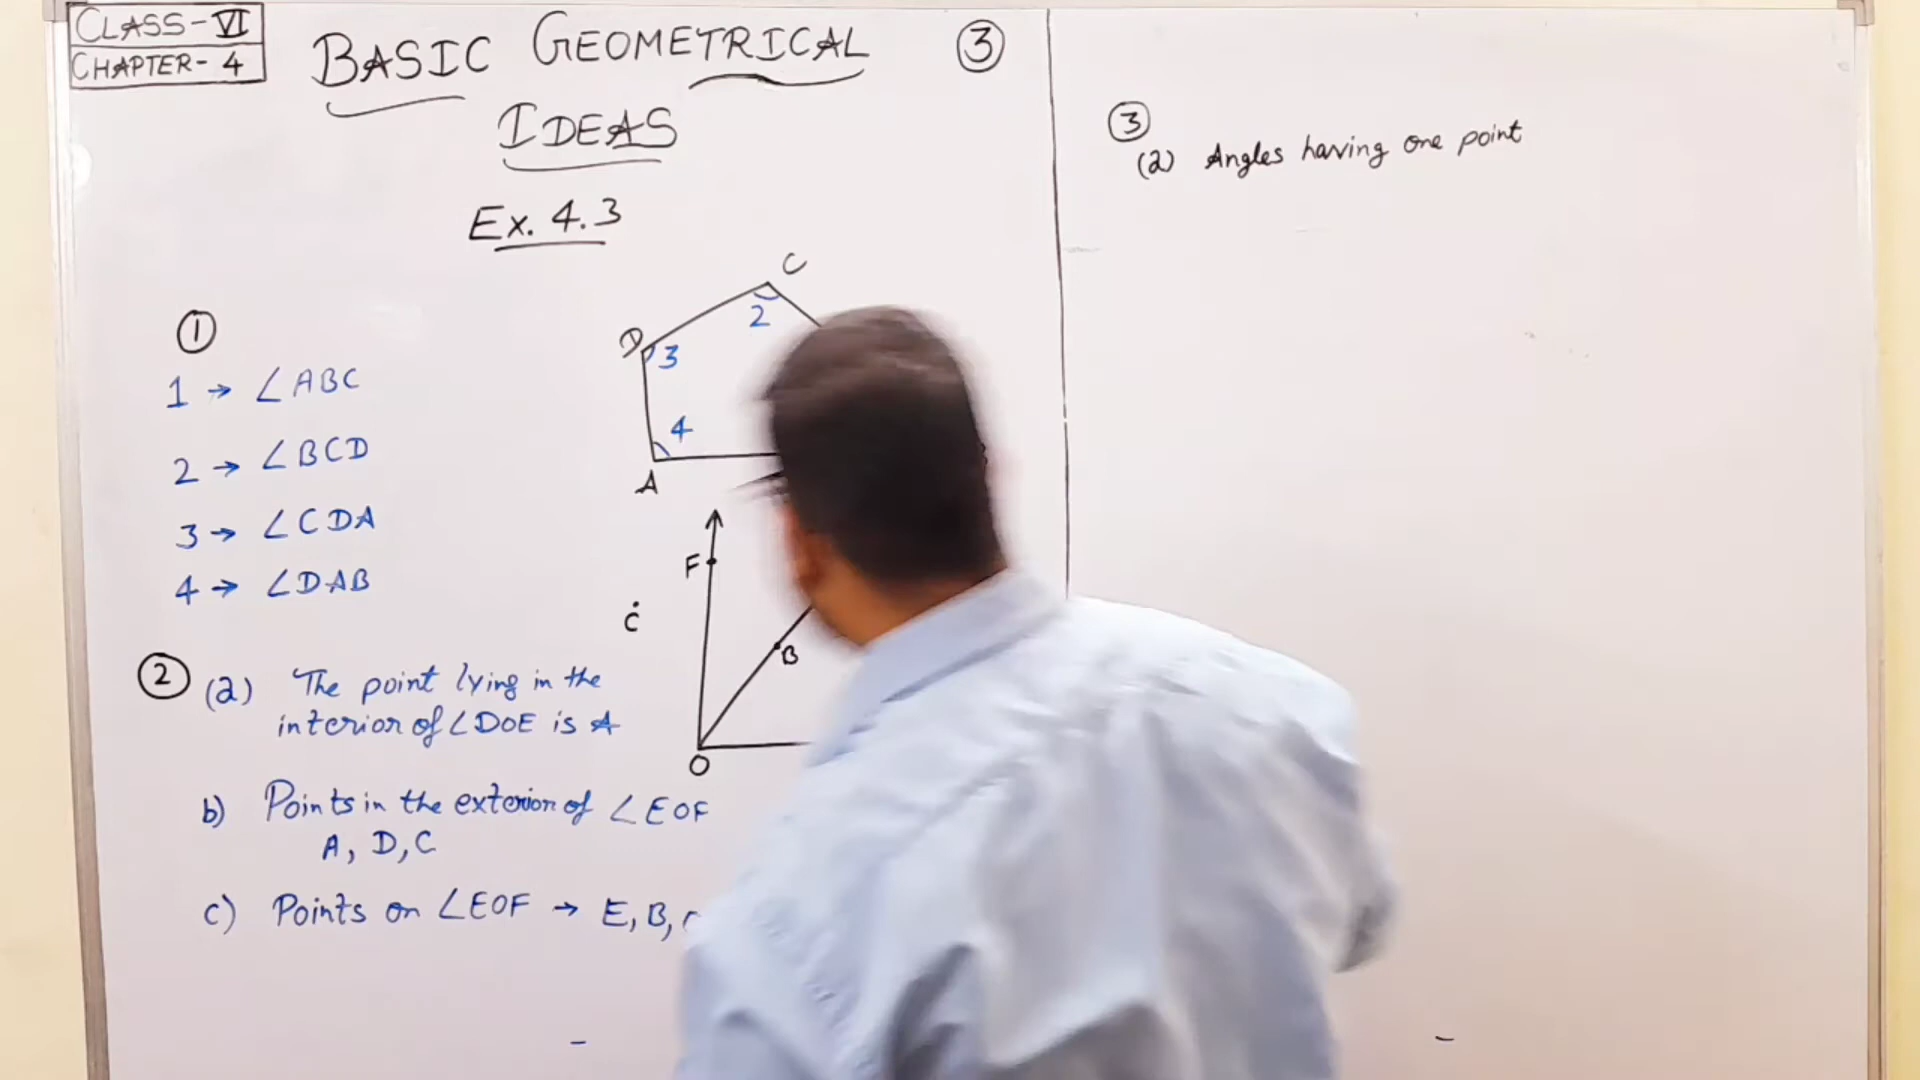 CLASS-VI
CHAPTER-4
BASIC GEOMETRICAL
IDEAS
3
Ex. 4.3
1
1 → ∠ABC
2 → ∠BCD
3 → ∠CDA
4 → ∠DAB
C
2
D
3
4
A
F
C
B
O
2 (a) The point lying in the
interior of ∠DOE is A
b) Points in the exterior of ∠EOF
A, D, C
c) Points on ∠EOF → E, B,
3
(a) Angles having one point